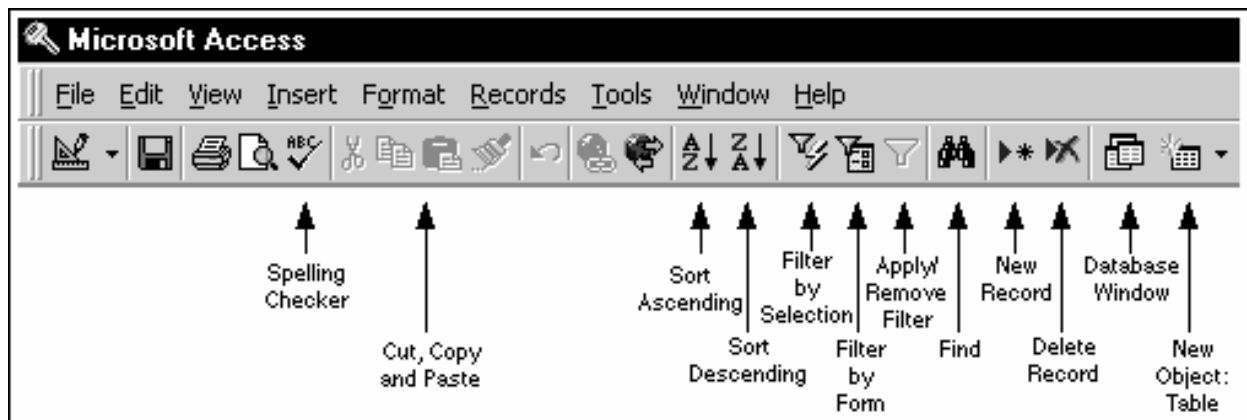 Microsoft Access
File Edit View Insert Format Records Tools Window Help
ABC
A
Z
Z
A
Spelling
Checker
Cut, Copy
and Paste
Sort
Ascending
Sort
Descending
Filter
by
Selection
Filter
by
Form
Apply/
Remove
Filter
Find
New
Record
Delete
Record
Database
Window
New
Object:
Table